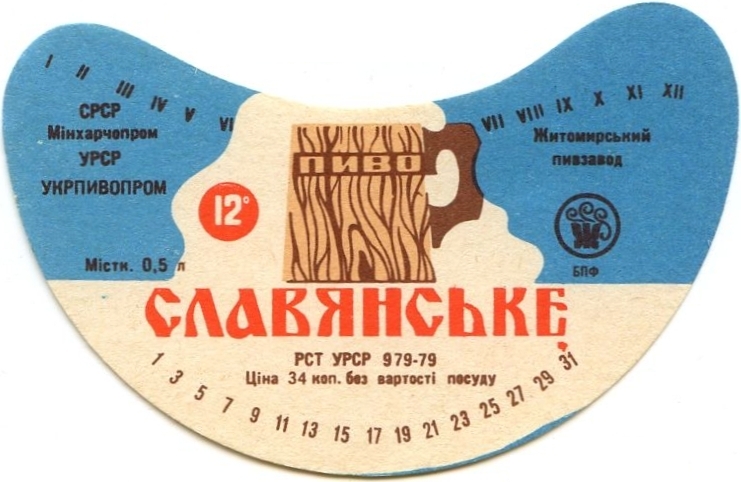 I II III IV V V VI
VII VIII IX X XI XII
СРСР
Мінхарчопром
УРСР
УКРПИВОПРОМ
Житомирський
пивзавод
ПИВО
12°
БПФ
Містк. 0,5 л
СЛАВЯНСЬКЕ
РСТ УРСР 979-79
Ціна 34 коп. без вартості посуду
1 3 5 7 9 11 13 15 17 19 21 23 25 27 29 31